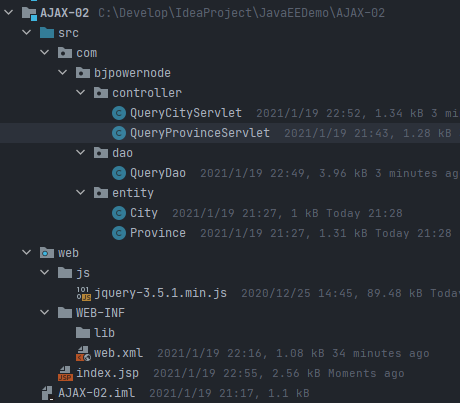 AJAX-02 C:\Develop\IdeaProject\JavaEEDemo\AJAX-02
src
com
bjpowernode
controller
QueryCityServlet 2021/1/19 22:52, 1.34 kB 3 mi
QueryProvinceServlet 2021/1/19 21:43, 1.28 kB
dao
QueryDao 2021/1/19 22:49, 3.96 kB 3 minutes ag
entity
City 2021/1/19 21:27, 1 kB Today 21:28
Province 2021/1/19 21:27, 1.31 kB Today 21:28
web
js
jquery-3.5.1.min.js 2020/12/25 14:45, 89.48 kB Toda
WEB-INF
lib
web.xml 2021/1/19 22:16, 1.08 kB 34 minutes ago
index.jsp 2021/1/19 22:55, 2.56 kB Moments ago
AJAX-02.iml 2021/1/19 21:17, 1.1 kB